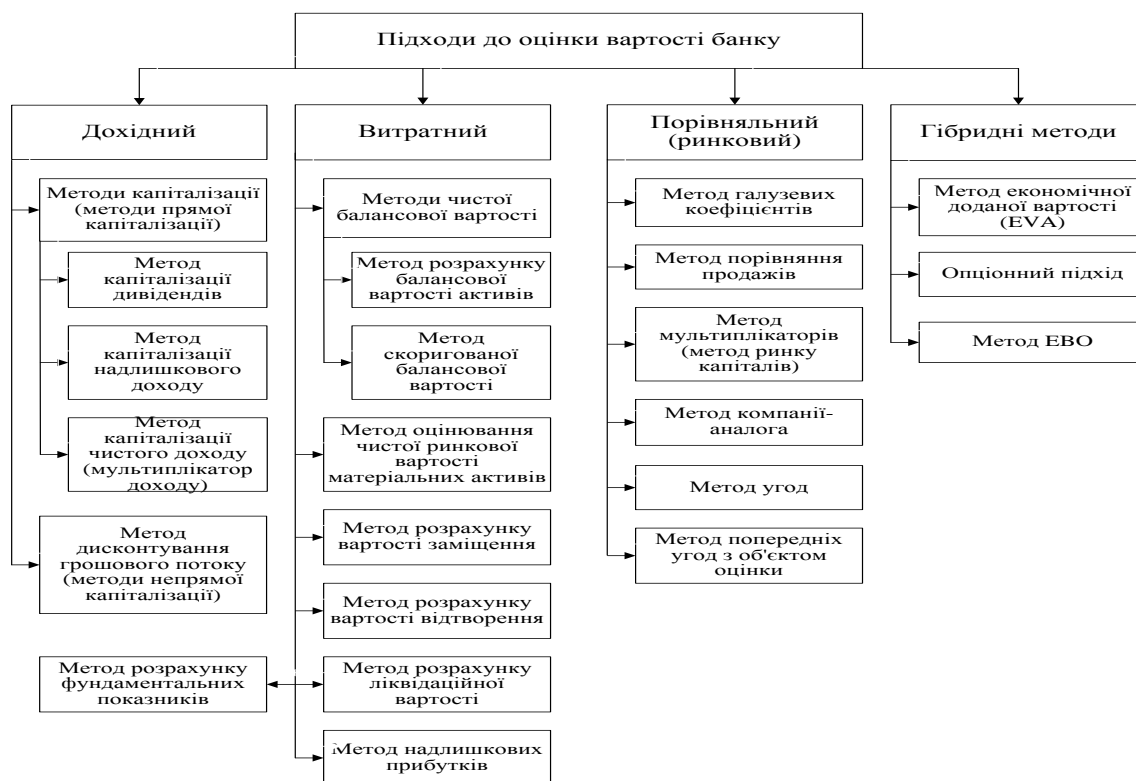 Підходи до оцінки вартості банку
Дохідний
Методи капіталізації
(методи прямої
капіталізації)
Метод
капіталізації
дивідендів
Метод
капіталізації
надлишкового
доходу
Метод
капіталізації
чистого доходу
(мультиплікатор
доходу)
Метод
дисконтування
грошового потоку
(методи непрямої
капіталізації)
Метод розрахунку
фундаментальних
показників
Витратний
Методи чистої
балансової вартості
Метод розрахунку
балансової
вартості активів
Метод
скоригованої
балансової
вартості
Метод оцінювання
чистої ринкової
вартості
матеріальних активів
Метод розрахунку
вартості заміщення
Метод розрахунку
вартості відтворення
Метод розрахунку
ліквідаційної
вартості
Метод надлишкових
прибутків
Порівняльний
(ринковий)
Метод галузевих
коефіцієнтів
Метод порівняння
продажів
Метод
мультиплікаторів
(метод ринку
капіталів)
Метод компанії-
аналога
Метод угод
Метод попередніх
угод з об'єктом
оцінки
Гібридні методи
Метод економічної
доданої вартості
(EVA)
Опціонний підхід
Метод ЕВО